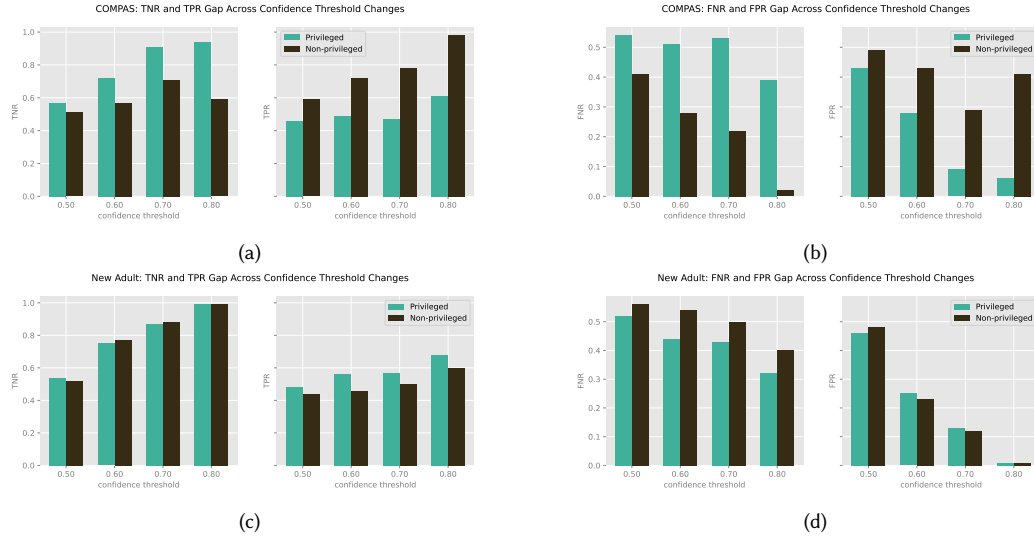 COMPAS: TNR and TPR Gap Across Confidence Threshold Changes
1.0
0.8
0.6
0.4
0.2
0.0
TNR
0.50 0.60 0.70 0.80
confidence threshold
Privileged
Non-privileged
TPR
0.50 0.60 0.70 0.80
confidence threshold
(a)
COMPAS: FNR and FPR Gap Across Confidence Threshold Changes
0.5
0.4
0.3
0.2
0.1
0.0
FNR
0.50 0.60 0.70 0.80
confidence threshold
Privileged
Non-privileged
FPR
0.50 0.60 0.70 0.80
confidence threshold
(b)
New Adult: TNR and TPR Gap Across Confidence Threshold Changes
1.0
0.8
0.6
0.4
0.2
0.0
TNR
0.50 0.60 0.70 0.80
confidence threshold
Privileged
Non-privileged
TPR
0.50 0.60 0.70 0.80
confidence threshold
(c)
New Adult: FNR and FPR Gap Across Confidence Threshold Changes
0.5
0.4
0.3
0.2
0.1
0.0
FNR
0.50 0.60 0.70 0.80
confidence threshold
Privileged
Non-privileged
FPR
0.50 0.60 0.70 0.80
confidence threshold
(d)